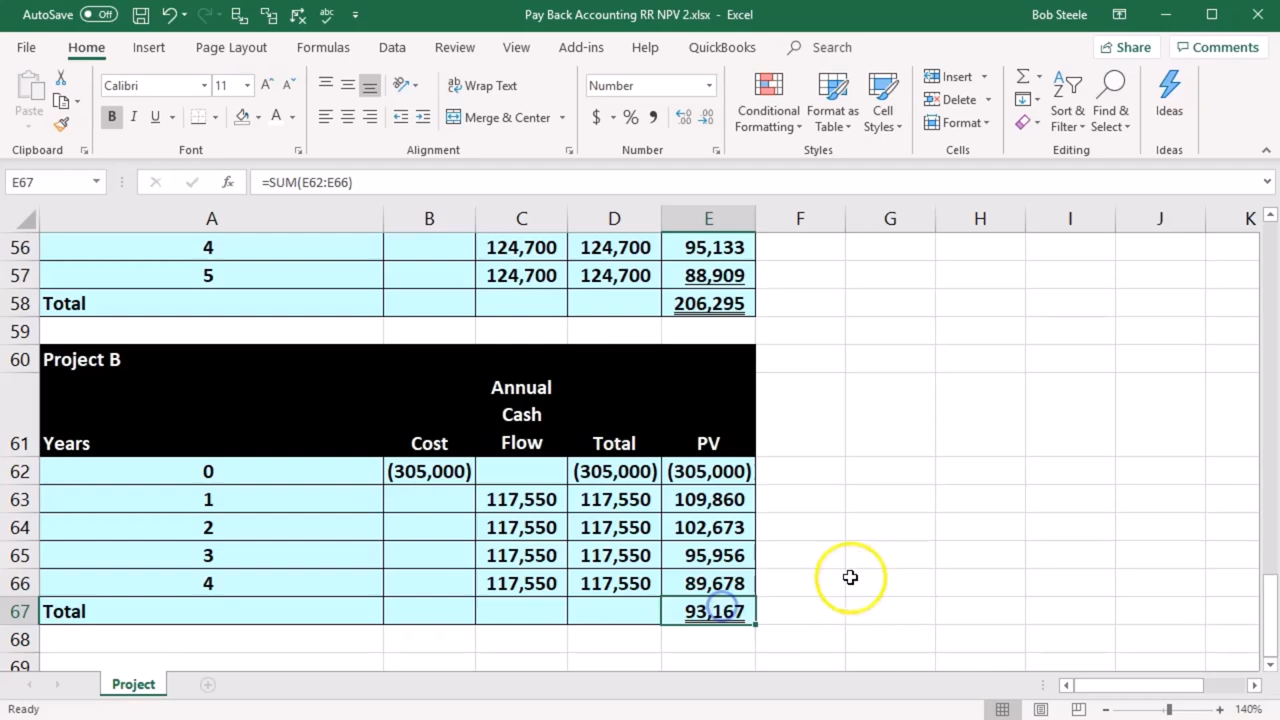 AutoSave Off Pay Back Accounting RR NPV 2.xlsx - Excel Bob Steele
File Home Insert Page Layout Formulas Data Review View Add-ins Help QuickBooks Search Share Comments
Paste Calibri 11 Wrap Text Number Insert
B I U Merge & Center $ % Conditional Formatting Format as Table Cell Styles Delete Sort & Filter Find & Select Ideas
Format
Clipboard Font Alignment Number Styles Cells Editing Ideas
E67 fx =SUM(E62:E66)
A B C D E F G H I J K
56 4 124,700 124,700 95,133
57 5 124,700 124,700 88,909
58 Total 206,295
59
60 Project B
Annual
Cash
61 Years Cost Flow Total PV
62 0 (305,000) (305,000) (305,000)
63 1 117,550 117,550 109,860
64 2 117,550 117,550 102,673
65 3 117,550 117,550 95,956
66 4 117,550 117,550 89,678
67 Total 93,167
68
69
Project
Ready 140%